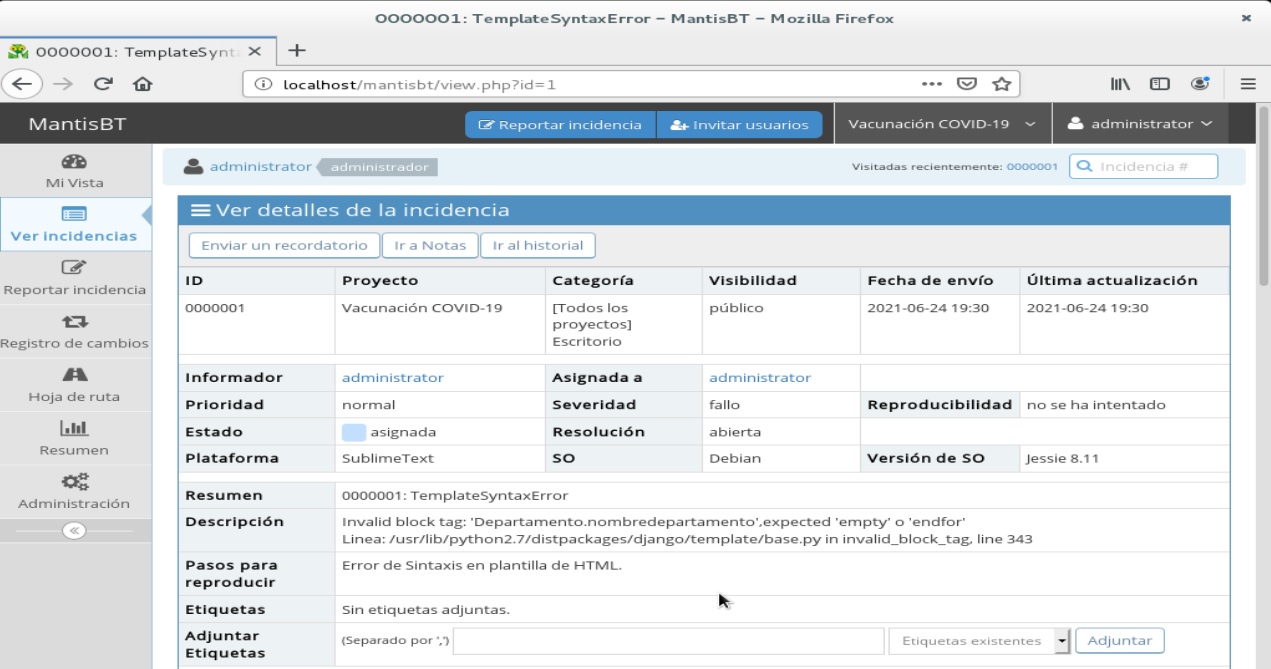 0000001: TemplateSyntaxError – MantisBT – Mozilla Firefox
0000001: TemplateSynt
localhost/mantisbt/view.php?id=1
MantisBT
Reportar incidencia
Invitar usuarios
Vacunación COVID-19
administrator
administrator
administrador
Visitadas recientemente: 0000001
Incidencia #
Mi Vista
Ver incidencias
Reportar incidencia
Registro de cambios
Hoja de ruta
Resumen
Administración
Ver detalles de la incidencia
Enviar un recordatorio
Ir a Notas
Ir al historial
ID Proyecto Categoría Visibilidad Fecha de envío Última actualización
0000001 Vacunación COVID-19 [Todos los público 2021-06-24 19:30 2021-06-24 19:30
proyectos]
Escritorio
Informador administrator Asignada a administrator
Prioridad normal Severidad fallo Reproducibilidad no se ha intentado
Estado asignada Resolución abierta
Plataforma SublimeText SO Debian Versión de SO Jessie 8.11
Resumen 0000001: TemplateSyntaxError
Descripción Invalid block tag: 'Departamento.nombredepartamento',expected 'empty' o 'endfor'
Linea: /usr/lib/python2.7/distpackages/django/template/base.py in invalid_block_tag, line 343
Pasos para Error de Sintaxis en plantilla de HTML.
reproducir
Etiquetas Sin etiquetas adjuntas.
Adjuntar (Separado por ',') Etiquetas existentes Adjuntar
Etiquetas